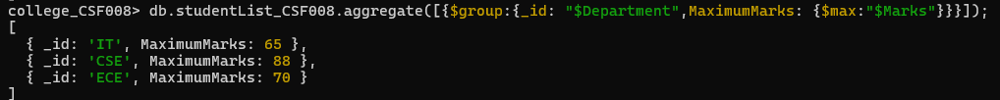 college_CSF008> db.studentList_CSF008.aggregate([{$group:{_id: "$Department",MaximumMarks: {$max:"$Marks"}}}]);
[
  { _id: 'IT', MaximumMarks: 65 },
  { _id: 'CSE', MaximumMarks: 88 },
  { _id: 'ECE', MaximumMarks: 70 }
]